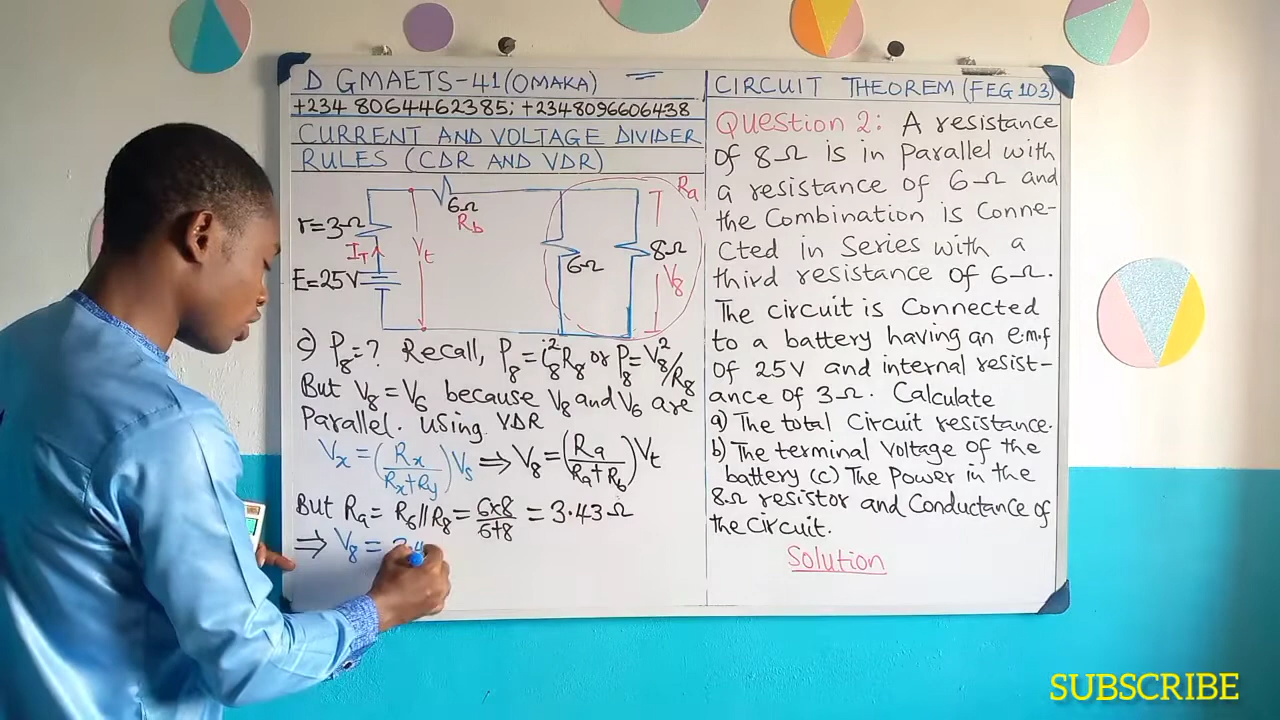 D GMAETS-41(OMAKA)
+234 8064462385; +2348096606438
CURRENT AND VOLTAGE DIVIDER
RULES (CDR AND VDR)
r=3Ω
6Ω
Rb
Ra
IT
Vt
E=25V
6Ω
8Ω
V8
c) P8=? Recall, P8=i8²R8 or P8=V8²/R8
But V8=V6 because V8 and V6 are
Parallel. Using VDR
Vx=(Rx/Rx+Ry)Vs⇒V8=(Ra/Ra+Rb)Vt
But Ra= R6//R8=6x8/6+8 = 3.43Ω
⇒ V8 =
CIRCUIT THEOREM (FEG 103)
Question 2: A resistance
of 8Ω is in parallel with
a resistance of 6Ω and
the Combination is Conne-
Cted in Series with a
third resistance of 6Ω.
The circuit is Connected
to a battery having an e.m.f
of 25V and internal resist-
ance of 3Ω. Calculate
a) The total Circuit resistance.
b) The terminal Voltage of the
battery (c) The Power in the
8Ω resistor and Conductance of
the Circuit.
Solution
SUBSCRIBE